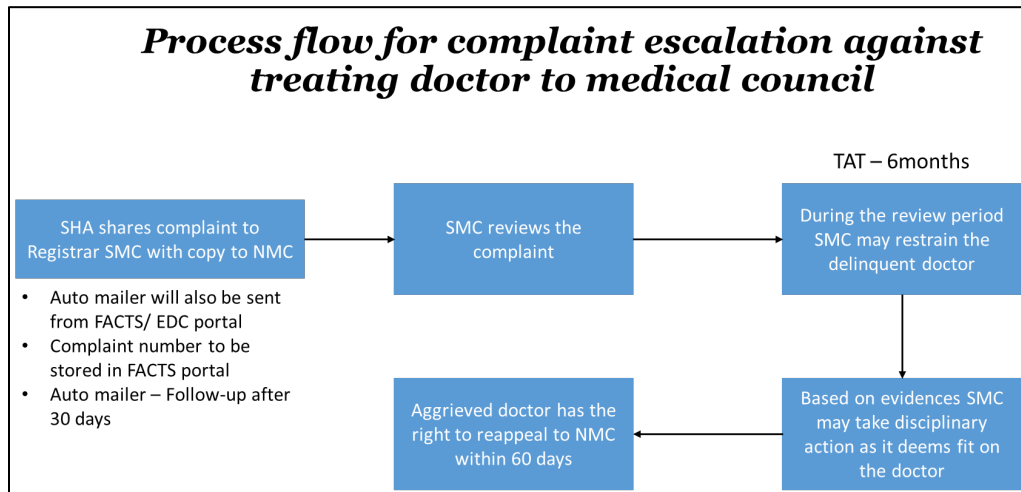 Process flow for complaint escalation against
treating doctor to medical council
TAT – 6months
SHA shares complaint to
Registrar SMC with copy to NMC
SMC reviews the
complaint
During the review period
SMC may restrain the
delinquent doctor
• Auto mailer will also be sent
from FACTS/ EDC portal
• Complaint number to be
stored in FACTS portal
• Auto mailer – Follow-up after
30 days
Based on evidences SMC
may take disciplinary
action as it deems fit on
the doctor
Aggrieved doctor has the
right to reappeal to NMC
within 60 days